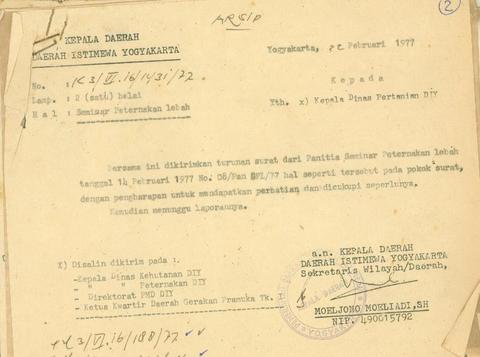 ARSIP
2
KEPALA DAERAH
DAERAH ISTIMEWA YOGYAKARTA
Yogyakarta, 22 Pebruari 1977
No. : K3/VI.16/1431/77
Kepada
Lamp. : 2 (satu) helai
Yth. x) Kepala Dinas Pertanian DIY
Hal : Seminar Peternakan lebah
Bersama ini dikirimkan turunan surat dari Panitia Seminar Peternakan lebah
tanggal 14 Pebruari 1977 No. 08/Pan SPL/77 hal seperti tersebut pada pokok surat,
dengan pengharapan untuk mendapatkan perhatian dan dicukupi seperlunya.
Kemudian menunggu laporannya.
a.n. KEPALA DAERAH
DAERAH ISTIMEWA YOGYAKARTA
Sekretaris Wilayah/Daerah,
X) Disalin dikirim pada :.
-Kepala Dinas Kehutanan DIY
- " " Peternakan DIY
- Direktorat PMD DIY
- Ketua Kwartir Daerah Gerakan Pramuka Tk.
MOELJONO MOELIADI,SH
NIP. 490015792
K3/VI.16/188/77